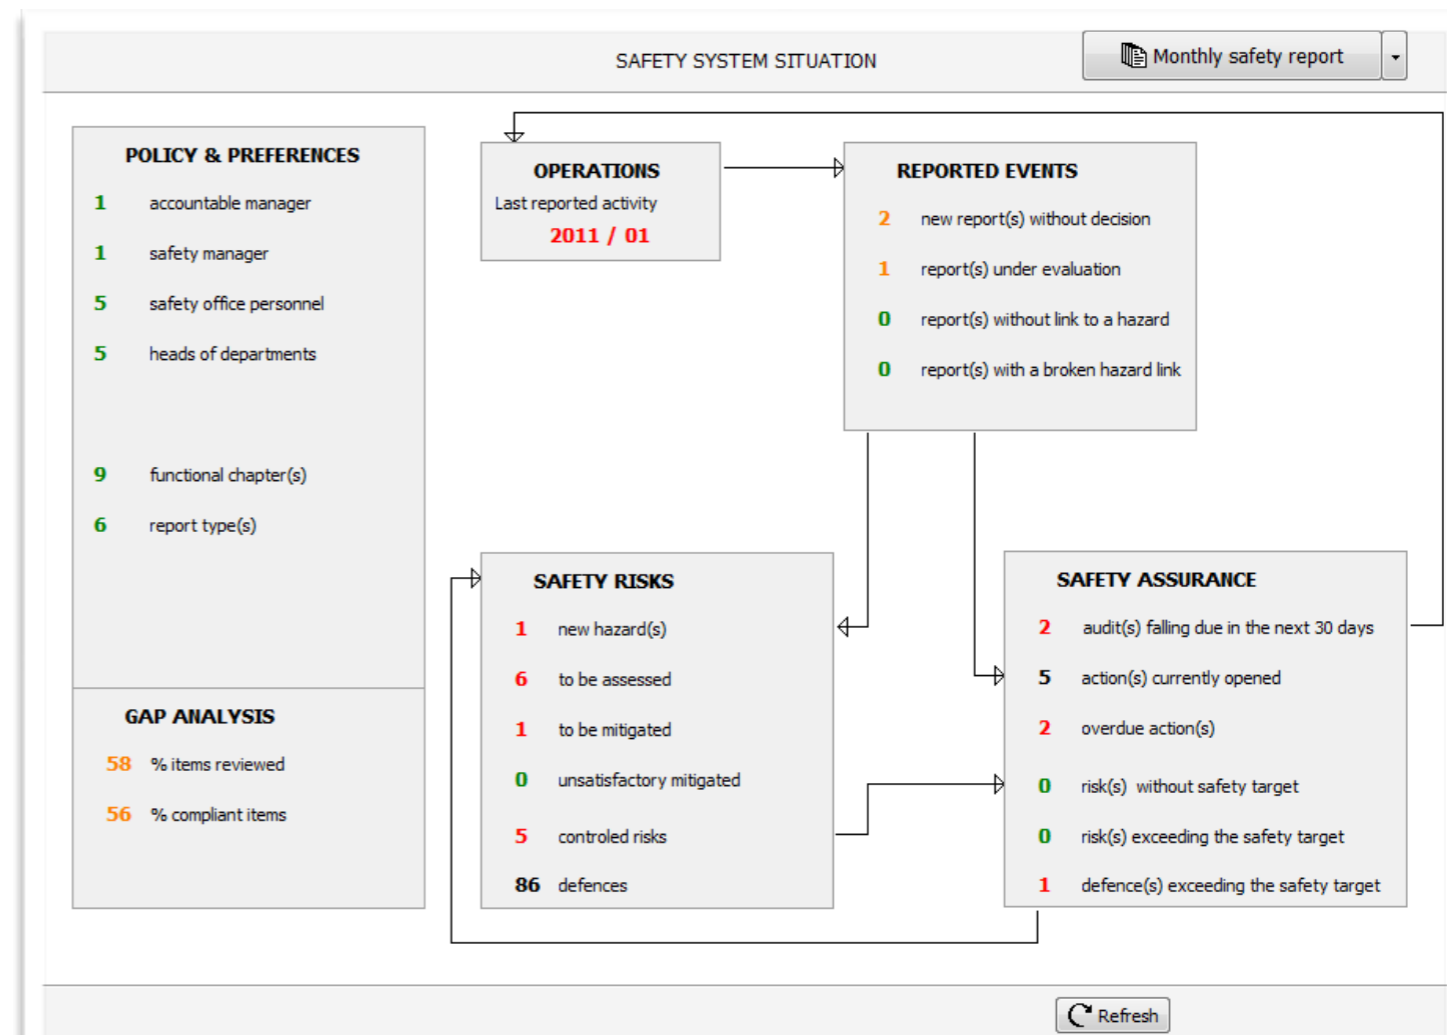 SAFETY SYSTEM SITUATION
Monthly safety report
POLICY & PREFERENCES
1 accountable manager
1 safety manager
5 safety office personnel
5 heads of departments
9 functional chapter(s)
6 report type(s)
GAP ANALYSIS
58 % items reviewed
56 % compliant items
OPERATIONS
Last reported activity
2011 / 01
REPORTED EVENTS
2 new report(s) without decision
1 report(s) under evaluation
0 report(s) without link to a hazard
0 report(s) with a broken hazard link
SAFETY RISKS
1 new hazard(s)
6 to be assessed
1 to be mitigated
0 unsatisfactory mitigated
5 controled risks
86 defences
SAFETY ASSURANCE
2 audit(s) falling due in the next 30 days
5 action(s) currently opened
2 overdue action(s)
0 risk(s) without safety target
0 risk(s) exceeding the safety target
1 defence(s) exceeding the safety target
Refresh